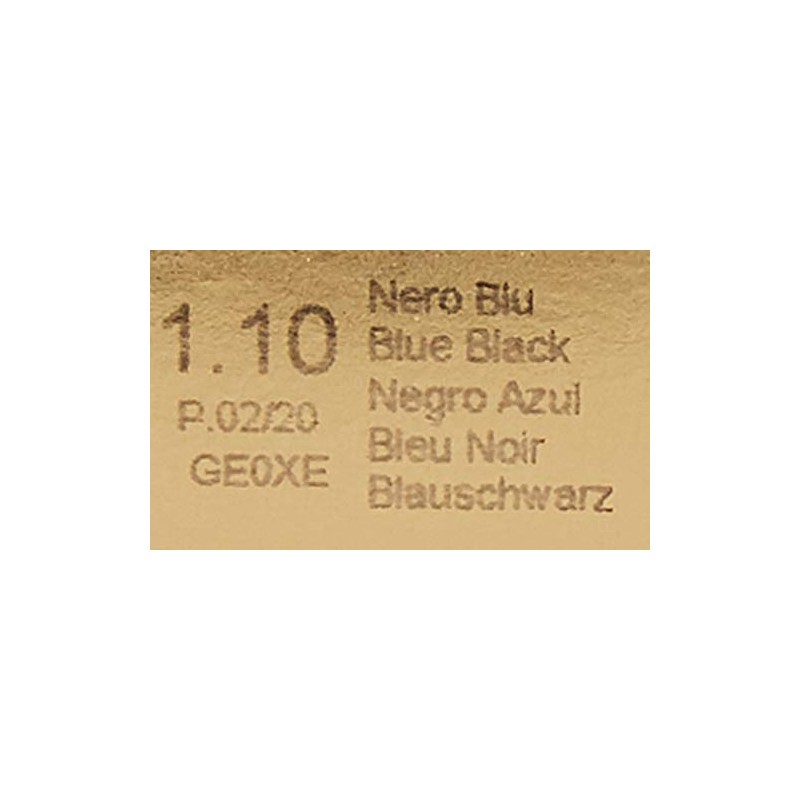 1.10
P.02/20
GE0XE
Nero Blu
Blue Black
Negro Azul
Bleu Noir
Blauschwarz